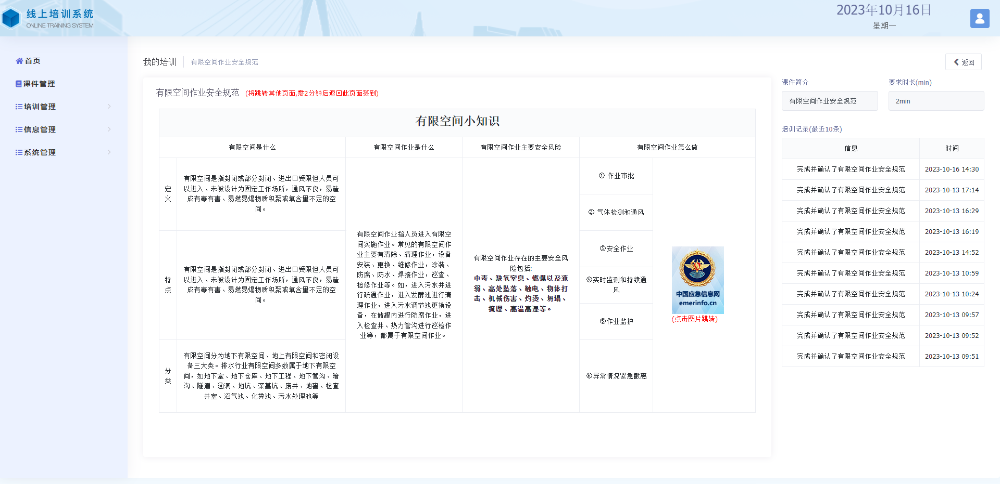 线上培训系统
ONLINE TRAINING SYSTEM
2023年10月16日
星期一
首页
课件管理
培训管理
信息管理
系统管理
我的培训
有限空间作业安全规范
返回
有限空间作业安全规范 (将跳转其他页面,需2分钟后返回此页面签到)
有限空间小知识
有限空间是什么
有限空间作业是什么
有限空间作业主要安全风险
有限空间作业怎么做
定
义
有限空间是指封闭或部分封闭、进出口受限但人员可
以进入、未被设计为固定工作场所，通风不良，易造
成有毒有害、易燃易爆物质积聚或氧含量不足的空
间。
特
点
有限空间是指封闭或部分封闭、进出口受限但人员可
以进入、未被设计为固定工作场所，通风不良，易造
成有毒有害、易燃易爆物质积聚或氧含量不足的空
间。
分
类
有限空间分为地下有限空间、地上有限空间和密闭设
备三大类。排水行业有限空间多数属于地下有限空
间，如地下室、地下仓库、地下工程、地下管沟、暗
沟、隧道、涵洞、地坑、深基坑、废井、地窖、检查
井室、沼气池、化粪池、污水处理池等
有限空间作业指人员进入有限空
间实施作业。常见的有限空间作
业主要有清除、清理作业，设备
安装、更换、维修作业，涂装、
防腐、防水、焊接作业，巡查、
检修作业等。如，进入污水井进
行疏通作业，进入发酵池进行清
理作业，进入污水调节池更换设
备，在储罐内进行防腐作业，进
入检查井、热力管沟进行巡检作
业等，都属于有限空间作业。
有限空间作业存在的主要安全风
险包括:
中毒、缺氧窒息、燃爆以及淹
溺、高处坠落、触电、物体打
击、机械伤害、灼烫、坍塌、
掩埋、高温高湿等。
① 作业审批
② 气体检测和通风
③安全作业
④实时监测和持续通
风
⑤作业监护
⑥异常情况紧急撤离
中国应急信息网
emerinfo.cn
(点击图片跳转)
课件简介
有限空间作业安全规范
要求时长(min)
2min
培训记录(最近10条)
信息 时间
完成并确认了有限空间作业安全规范 2023-10-16 14:30
完成并确认了有限空间作业安全规范 2023-10-13 17:14
完成并确认了有限空间作业安全规范 2023-10-13 16:29
完成并确认了有限空间作业安全规范 2023-10-13 16:19
完成并确认了有限空间作业安全规范 2023-10-13 14:52
完成并确认了有限空间作业安全规范 2023-10-13 10:59
完成并确认了有限空间作业安全规范 2023-10-13 10:24
完成并确认了有限空间作业安全规范 2023-10-13 09:57
完成并确认了有限空间作业安全规范 2023-10-13 09:52
完成并确认了有限空间作业安全规范 2023-10-13 09:51